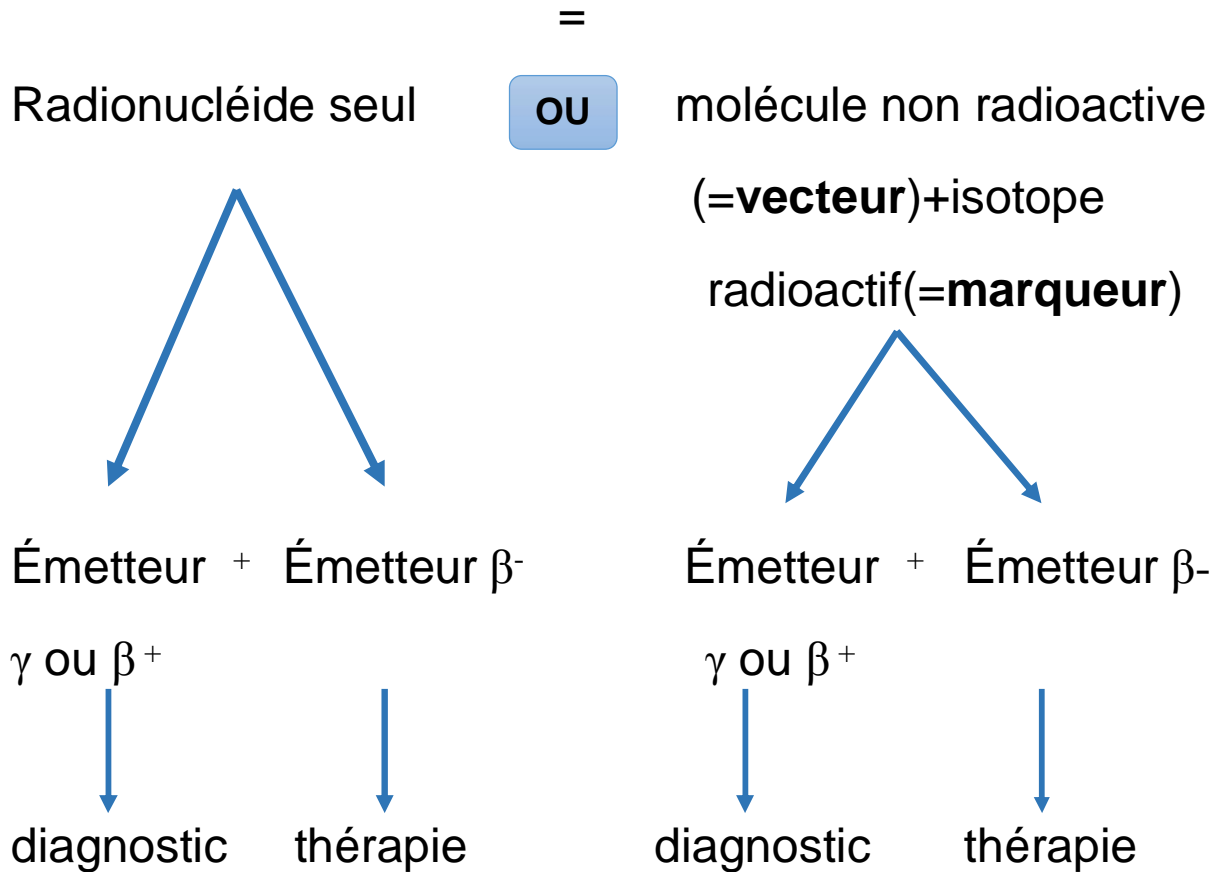 =
Radionucléide seul OU molécule non radioactive
(=vecteur)+isotope
radioactif(=marqueur)
Émetteur + Émetteur β- Émetteur + Émetteur β-
γ ou β+ γ ou β+
diagnostic thérapie diagnostic thérapie